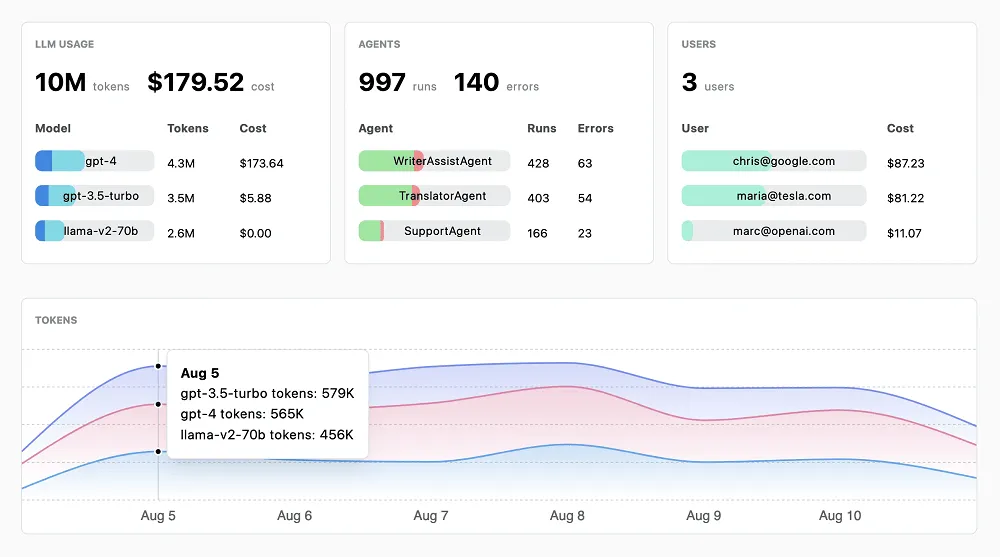 LLM USAGE
10M tokens $179.52 cost
Model Tokens Cost
gpt-4 4.3M $173.64
gpt-3.5-turbo 3.5M $5.88
llama-v2-70b 2.6M $0.00
AGENTS
997 runs 140 errors
Agent Runs Errors
WriterAssistAgent 428 63
TranslatorAgent 403 54
SupportAgent 166 23
USERS
3 users
User Cost
chris@google.com $87.23
maria@tesla.com $81.22
marc@openai.com $11.07
TOKENS
Aug 5
gpt-3.5-turbo tokens: 579K
gpt-4 tokens: 565K
llama-v2-70b tokens: 456K
Aug 5 Aug 6 Aug 7 Aug 8 Aug 9 Aug 10